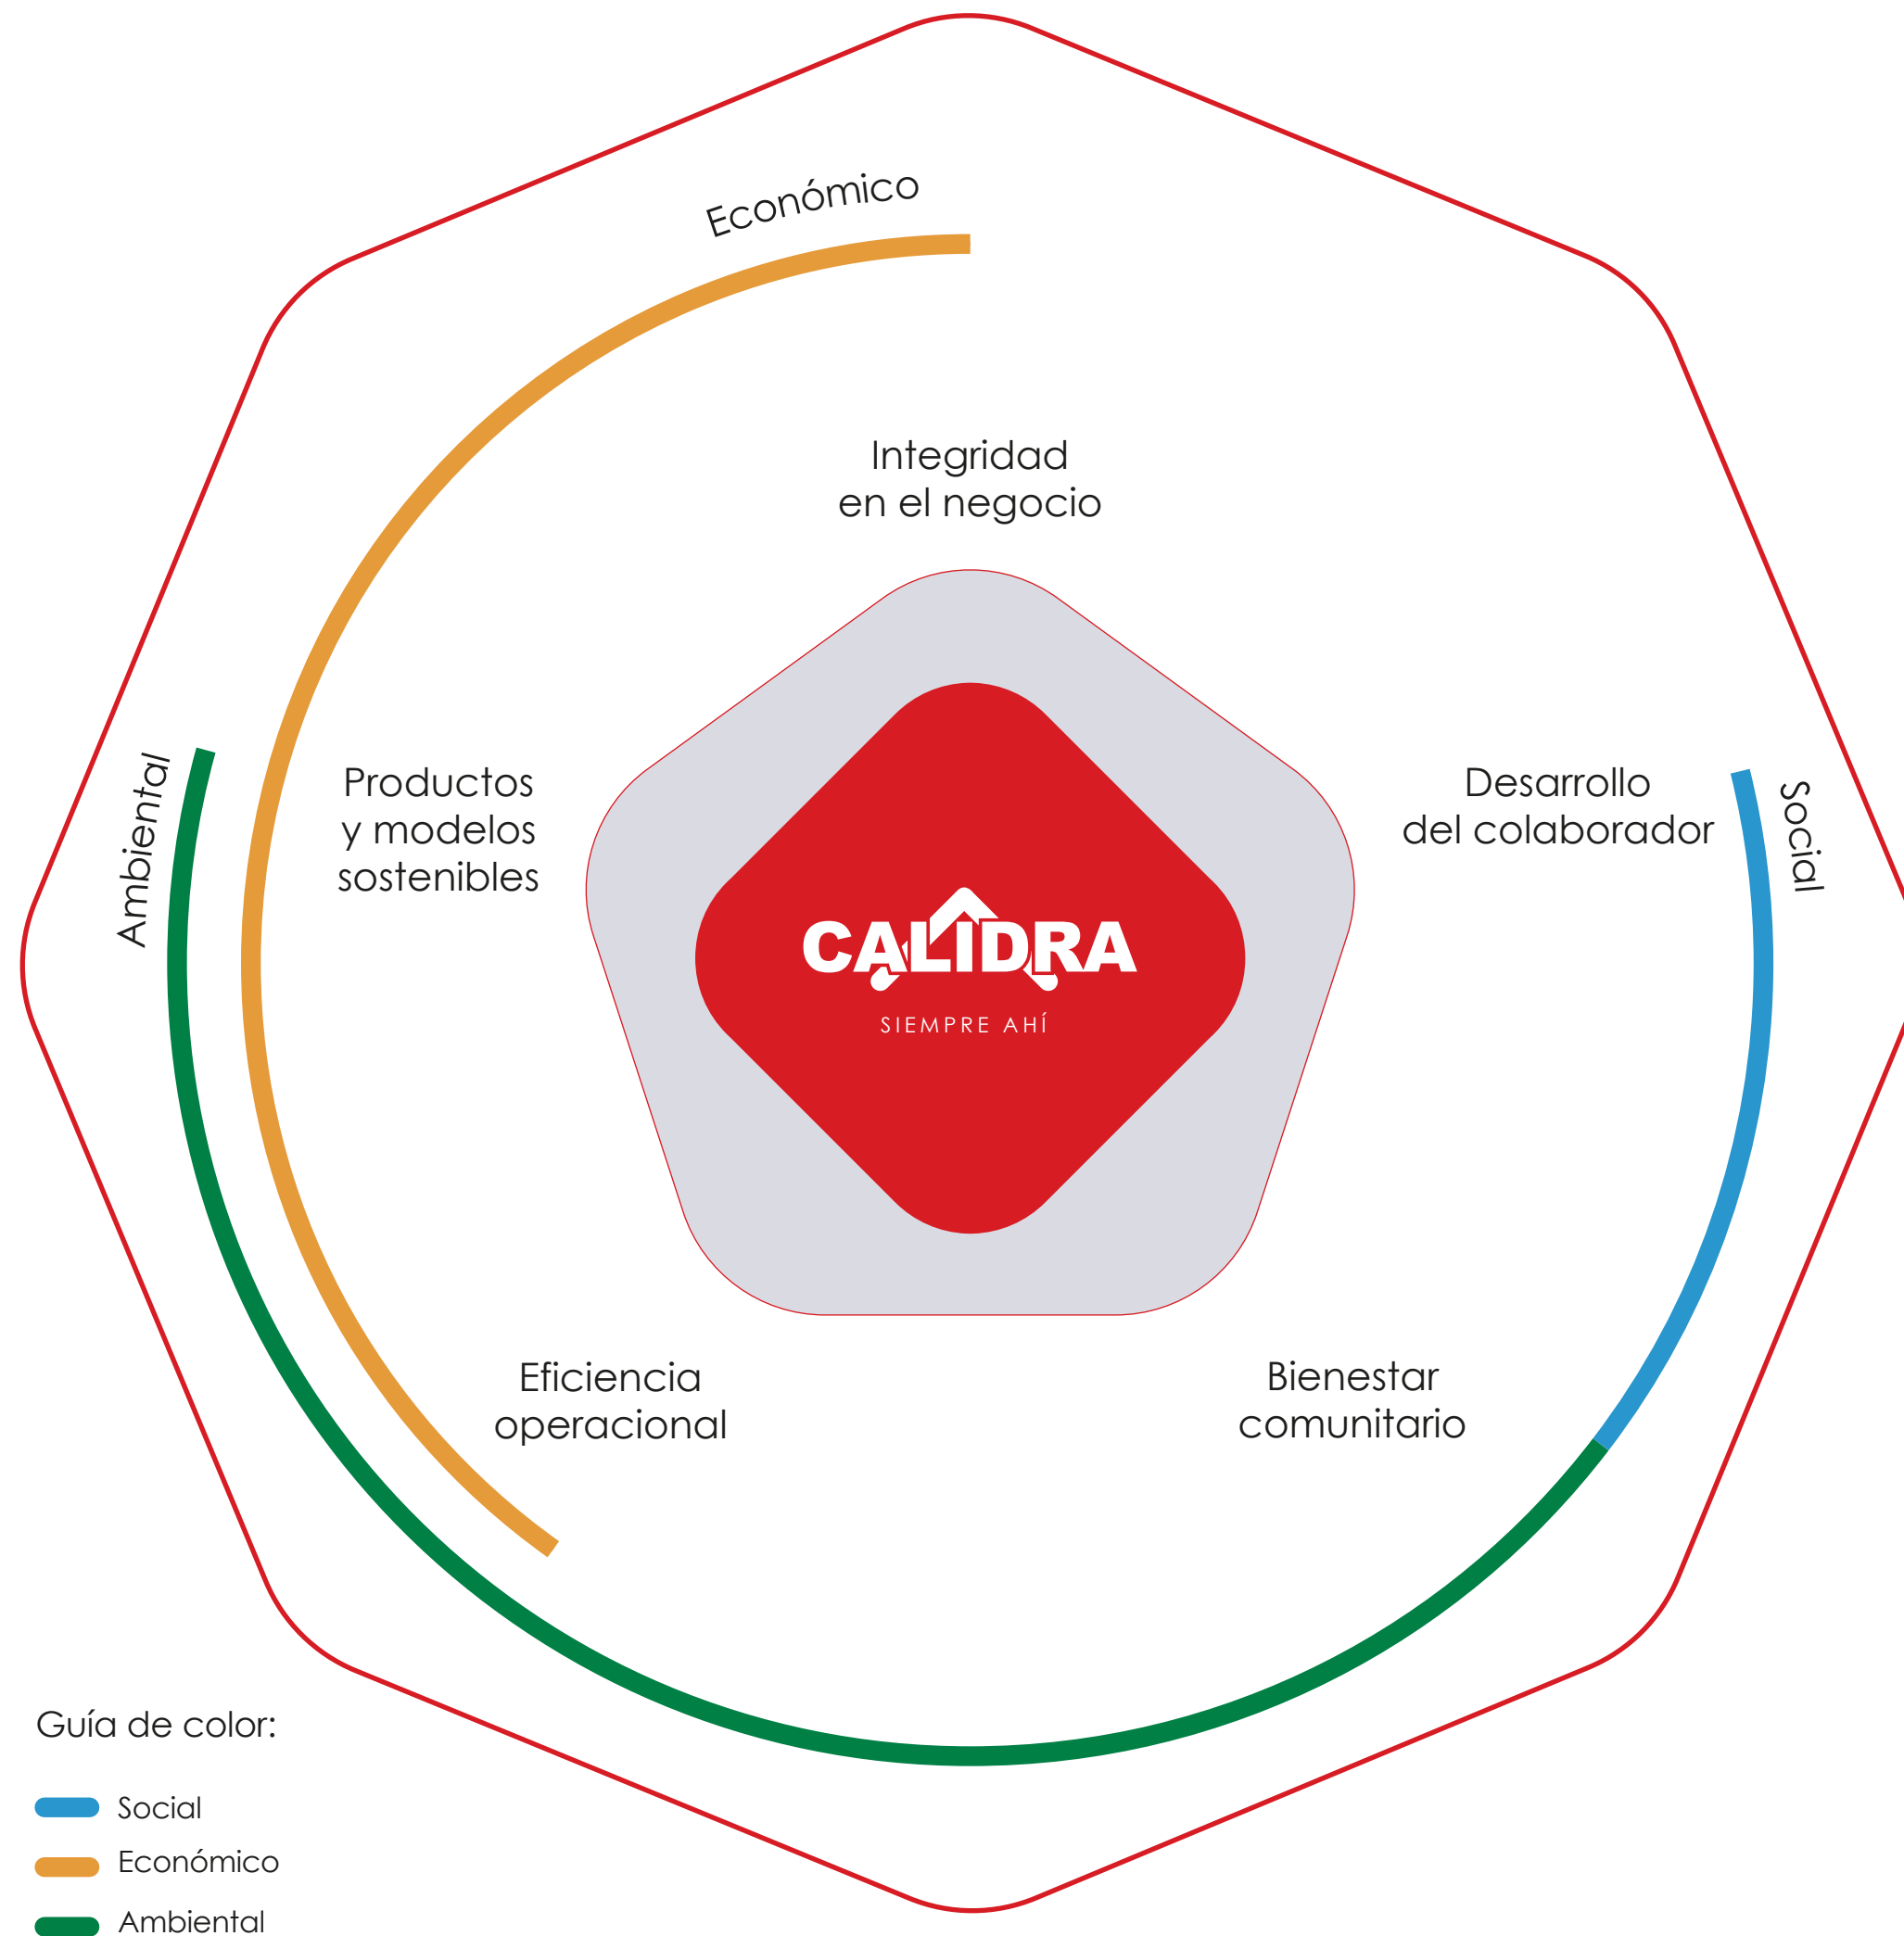 Económico
Integridad
en el negocio
Productos
y modelos
sostenibles
Ambiental
Desarrollo
del colaborador
Social
CALIDRA
SIEMPRE AHÍ
Eficiencia
operacional
Bienestar
comunitario
Guía de color:
Social
Económico
Ambiental